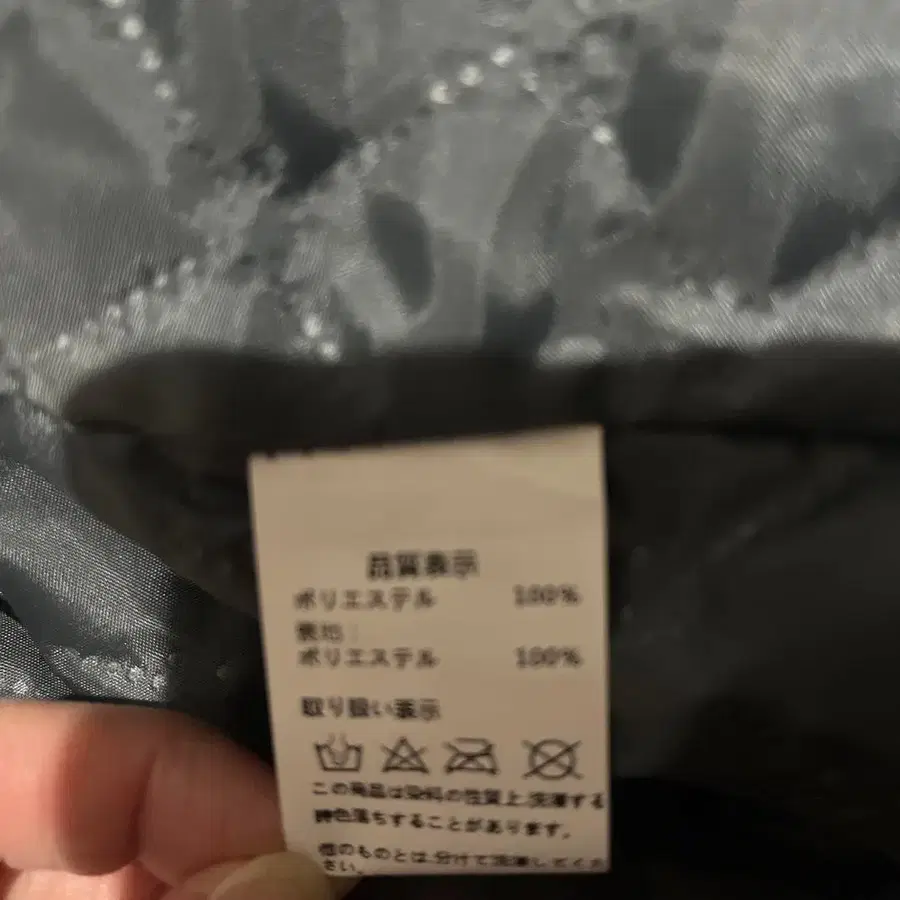 品質表示
ポリエステル 100%
裏地：
ポリエステル 100%
取り扱い表示
この商品は染料の性質上,洗濯する
時色落ちすることがあります。
他のものとは,分けて洗濯してくだ
さい。